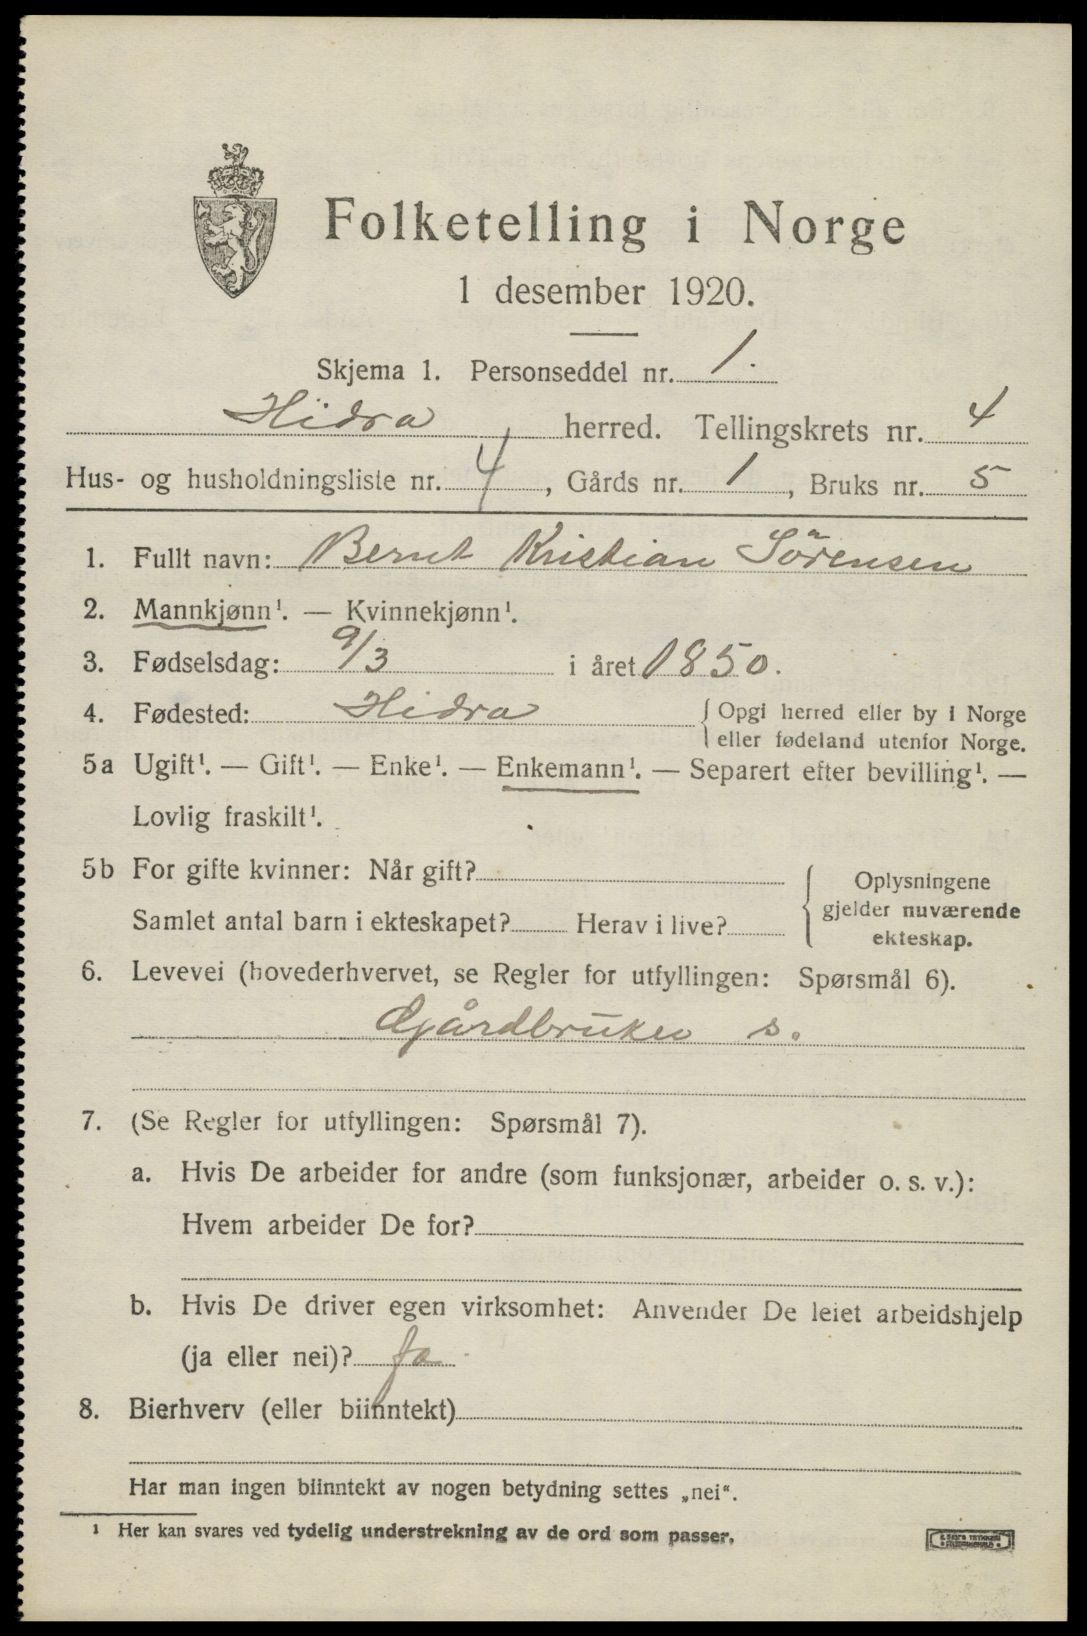 Folketelling i Norge
1 desember 1920.
Skjema 1. Personseddel nr. 1.
Hidra herred. Tellingskrets nr. 4
Hus- og husholdningsliste nr. 4, Gårds nr. 1, Bruks nr. 5
1. Fullt navn: Bernt Kristian Sörensen
2. Mannkjønn¹. — Kvinnekjønn¹.
3. Fødselsdag: 9/3 i året 1850.
4. Fødested: Hidra { Opgi herred eller by i Norge
eller fødeland utenfor Norge.
5a Ugift¹. — Gift¹. — Enke¹. — Enkemann¹. — Separert efter bevilling¹. —
Lovlig fraskilt¹.
5b For gifte kvinner: Når gift?
Samlet antal barn i ekteskapet? Herav i live?
{ Oplysningene
gjelder nuværende
ekteskap.
6. Levevei (hovederhvervet, se Regler for utfyllingen: Spørsmål 6).
Gårdbruker s.
7. (Se Regler for utfyllingen: Spørsmål 7).
a. Hvis De arbeider for andre (som funksjonær, arbeider o. s. v.):
Hvem arbeider De for?
b. Hvis De driver egen virksomhet: Anvender De leiet arbeidshjelp
(ja eller nei)? Ja
8. Bierhverv (eller biinntekt)
Har man ingen biinntekt av nogen betydning settes „nei“.
¹ Her kan svares ved tydelig understrekning av de ord som passer.